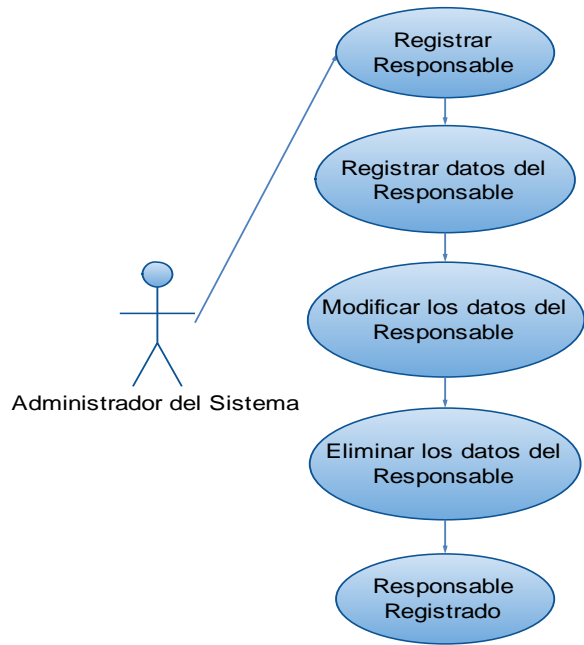 Registrar
Responsable
Registrar datos del
Responsable
Modificar los datos del
Responsable
Administrador del Sistema
Eliminar los datos del
Responsable
Responsable
Registrado